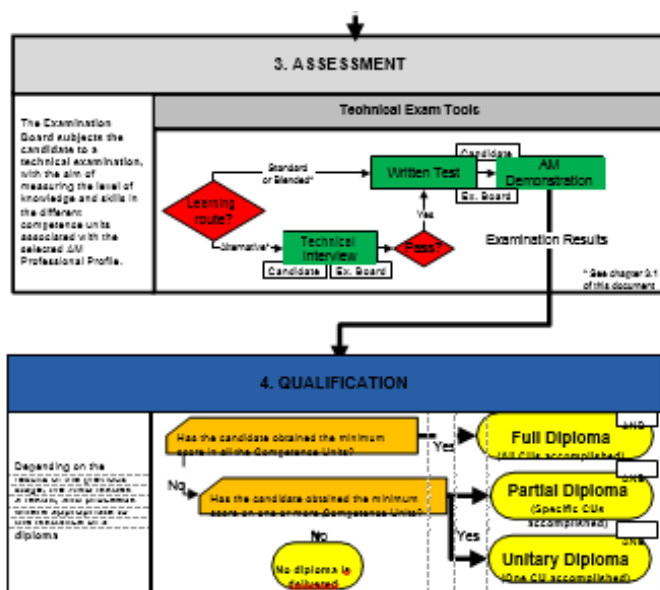 3. ASSESSMENT
The Examination
Board subjects the
candidate to a
technical examination,
with the aim of
measuring the level of
knowledge and skills in
the different
competence units
associated with the
selected AM
Professional Profile.
Technical Exam Tools
Learning
route?
Standard
or Blended*
Alternative*
Technical
Interview
Candidate
Ex. Board
Pass?
Yes
Written Test
Candidate
Ex. Board
AM
Demonstration
Examination Results
* See chapter 3.1
of this document
4. QUALIFICATION
Depending on the
diploma
Has the candidate obtained the minimum
score in all the Competence Units?
Yes
Full Diploma
(All CUs accomplished)
No
Has the candidate obtained the minimum
score on one or more Competence Units?
Yes
Partial Diploma
(Specific CUs
accomplished)
Unitary Diploma
(One CU accomplished)
No
No diploma is
delivered